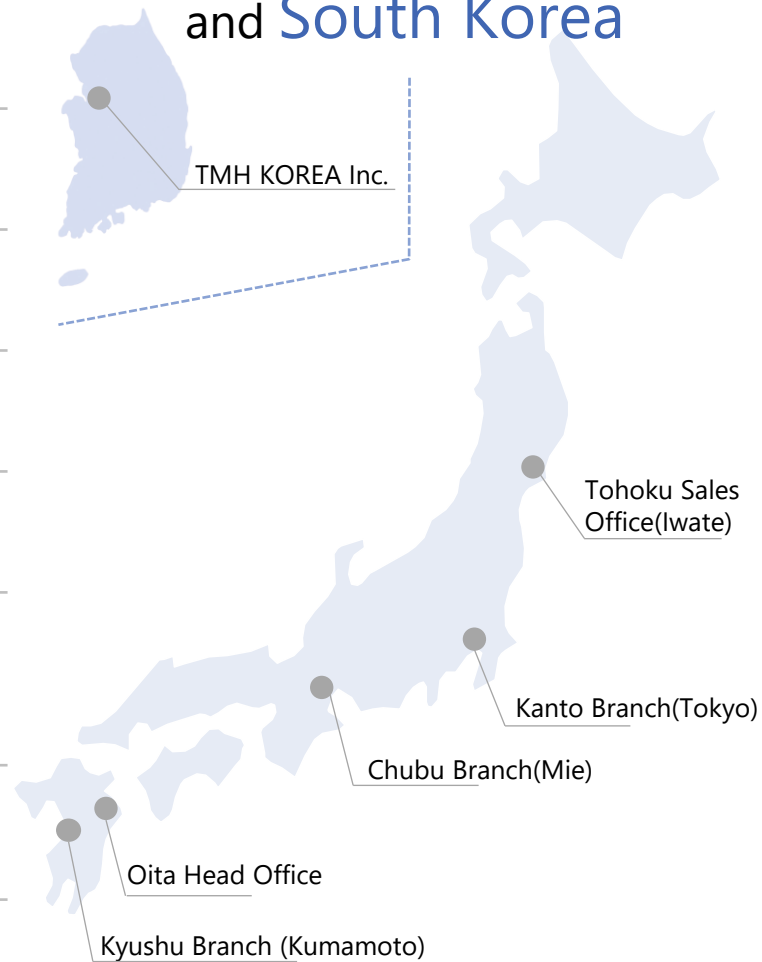 and South Korea
TMH KOREA Inc.
Tohoku Sales
Office(Iwate)
Kanto Branch(Tokyo)
Chubu Branch(Mie)
Oita Head Office
Kyushu Branch (Kumamoto)